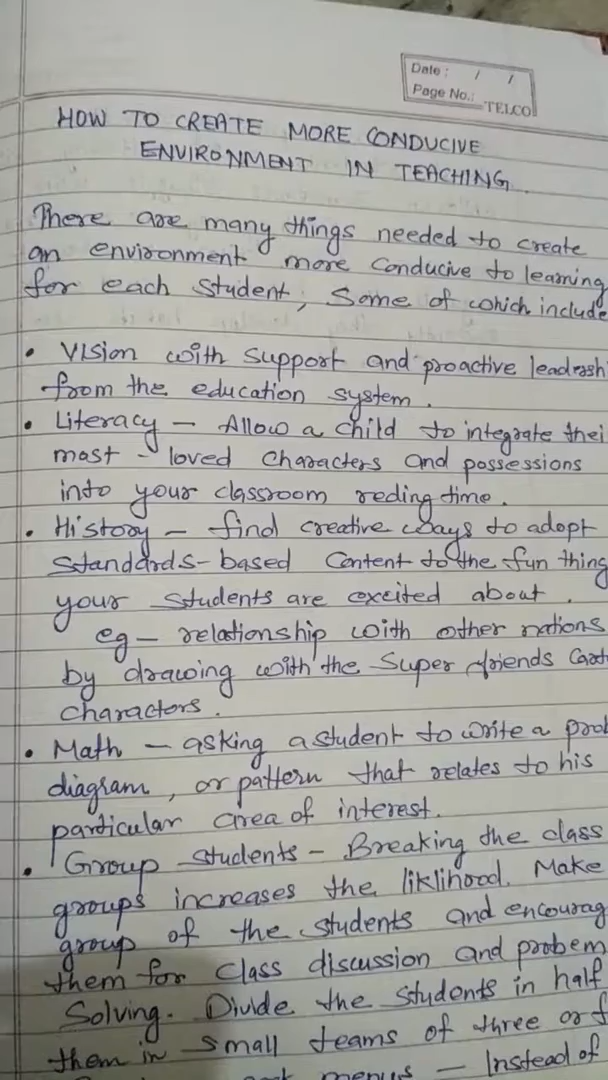 Date :   /   /
Page No.:
TELCO
HOW TO CREATE MORE CONDUCIVE
ENVIRONMENT IN TEACHING
There are many things needed to create
an environment more conducive to learning
for each student, Some of which include
• Vision with support and proactive leadersh
from the education system.
• Literacy - Allow a child to integrate thei
mast - loved characters and possessions
into your classroom reding time.
• History - find creative ways to adopt
standards-based content to the fun thing
your students are excited about.
eg - relationship with other nations
by drawing with the Super friends Cart
charactors.
• Math - asking a student to write a prob
diagram, or pattern that relates to his
particular area of interest.
• Group students - Breaking the class
groups increases the liklihood. Make
group of the students and encourag
them for class discussion and probem
Solving. Divide the students in half
them in small teams of three or f
menus - Instead of